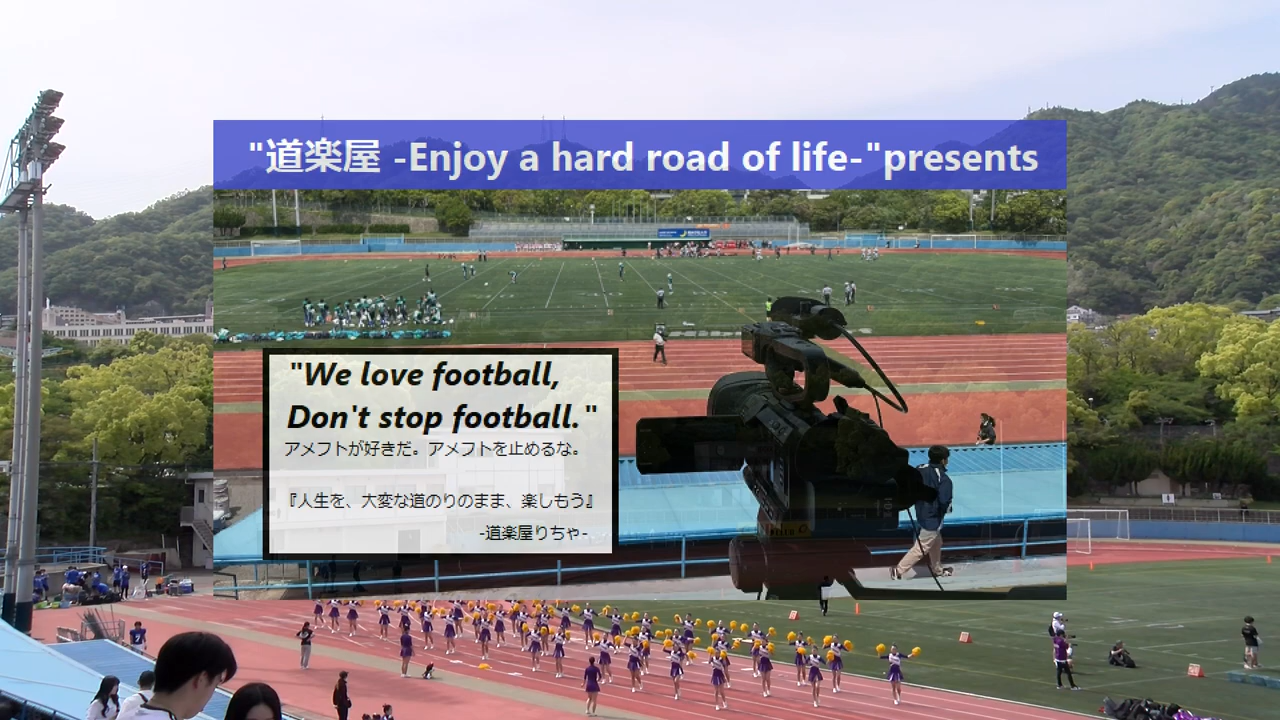 "道楽屋 -Enjoy a hard road of life-"presents
"We love football,
Don't stop football."
アメフトが好きだ。アメフトを止めるな。
『人生を、大変な道のりのまま、楽しもう』
-道楽屋りちゃ-